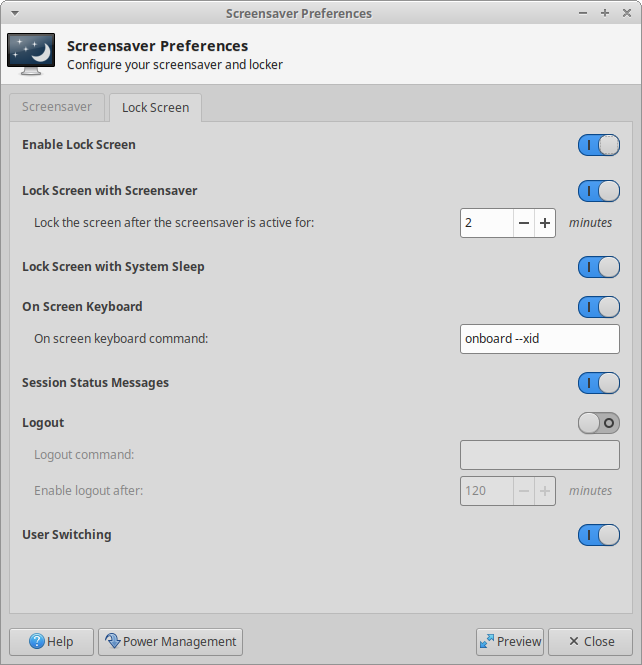 Screensaver Preferences
Screensaver Preferences
Configure your screensaver and locker
Screensaver
Lock Screen
Enable Lock Screen
Lock Screen with Screensaver
Lock the screen after the screensaver is active for: 2 minutes
Lock Screen with System Sleep
On Screen Keyboard
On screen keyboard command: onboard --xid
Session Status Messages
Logout
Logout command:
Enable logout after: 120 minutes
User Switching
Help
Power Management
Preview
Close